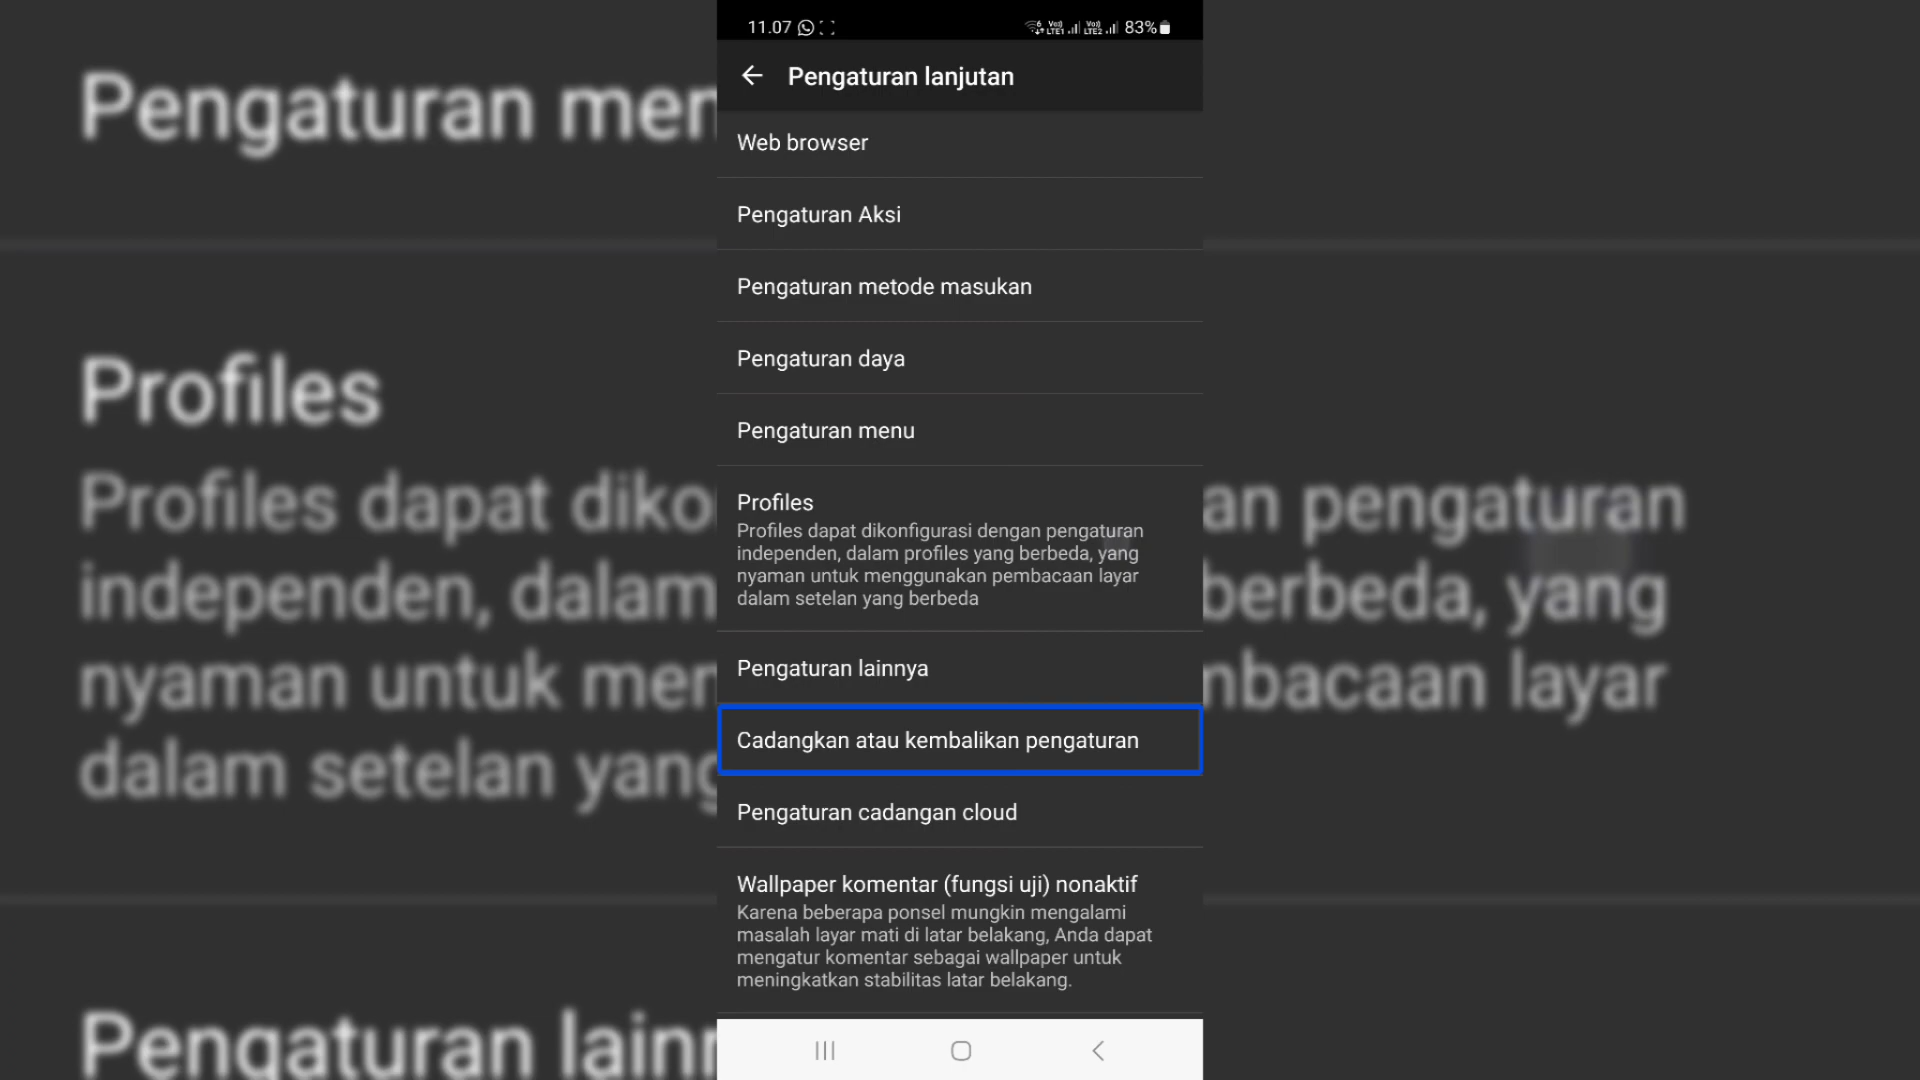 11.07 83%
Pengaturan lanjutan
Web browser
Pengaturan Aksi
Pengaturan metode masukan
Pengaturan daya
Pengaturan menu
Profiles
Profiles dapat dikonfigurasi dengan pengaturan
independen, dalam profiles yang berbeda, yang
nyaman untuk menggunakan pembacaan layar
dalam setelan yang berbeda
Pengaturan lainnya
Cadangkan atau kembalikan pengaturan
Pengaturan cadangan cloud
Wallpaper komentar (fungsi uji) nonaktif
Karena beberapa ponsel mungkin mengalami
masalah layar mati di latar belakang, Anda dapat
mengatur komentar sebagai wallpaper untuk
meningkatkan stabilitas latar belakang.
Pengaturan men
Profiles
Profiles dapat diko an pengaturan
independen, dalam berbeda, yang
nyaman untuk men mbacaan layar
dalam setelan yang
Pengaturan lain